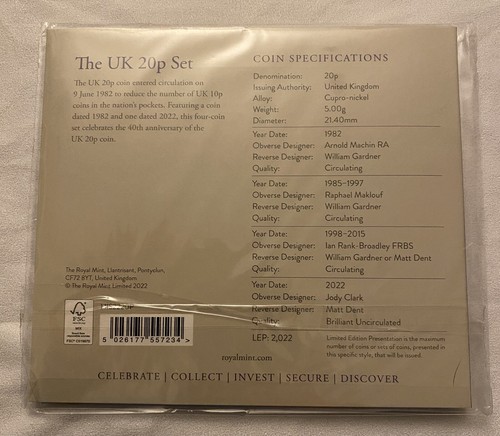 The UK 20p Set
The UK 20p coin entered circulation on
9 June 1982 to reduce the number of UK 10p
coins in the nation's pockets. Featuring a coin
dated 1982 and one dated 2022, this four-coin
set celebrates the 40th anniversary of the
UK 20p coin.
The Royal Mint, Llantrisant, Pontyclun,
CF72 8YT, United Kingdom
© The Royal Mint Limited 2022
FSC
MIX
5 026177 557234 >
COIN SPECIFICATIONS
Denomination: 20p
Issuing Authority: United Kingdom
Alloy: Cupro-nickel
Weight: 5.00g
Diameter: 21.40mm
Year Date: 1982
Obverse Designer: Arnold Machin RA
Reverse Designer: William Gardner
Quality: Circulating
Year Date: 1985–1997
Obverse Designer: Raphael Maklouf
Reverse Designer: William Gardner
Quality: Circulating
Year Date: 1998–2015
Obverse Designer: Ian Rank-Broadley FRBS
Reverse Designer: William Gardner or Matt Dent
Quality: Circulating
Year Date: 2022
Obverse Designer: Jody Clark
Reverse Designer: Matt Dent
Quality: Brilliant Uncirculated
LEP: 2,022
Limited Edition Presentation is the maximum
number of coins or sets of coins, presented in
this specific style, that will be issued.
royalmint.com
CELEBRATE | COLLECT | INVEST | SECURE | DISCOVER